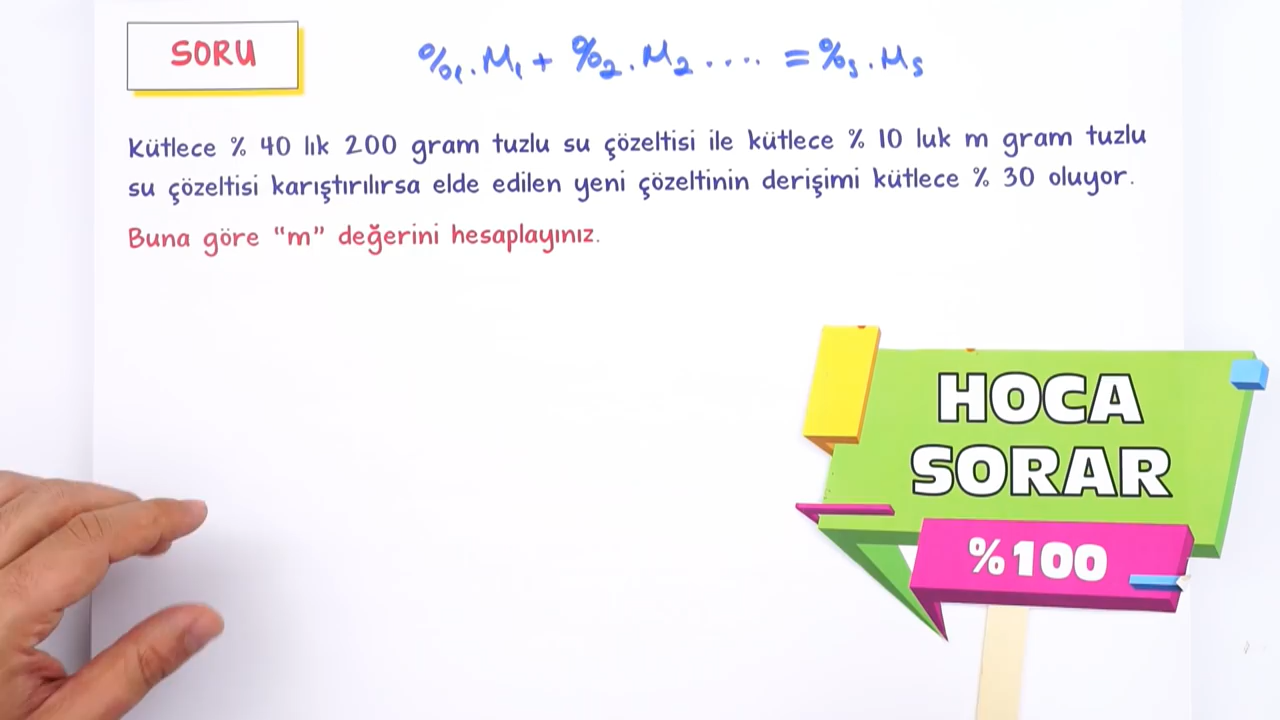 SORU
%₁.M₁ + %₂.M₂ .... = %ₛ.Mₛ
Kütlece % 40 lık 200 gram tuzlu su çözeltisi ile kütlece % 10 luk m gram tuzlu
su çözeltisi karıştırılırsa elde edilen yeni çözeltinin derişimi kütlece % 30 oluyor.
Buna göre “m” değerini hesaplayınız.
HOCA
SORAR
%100